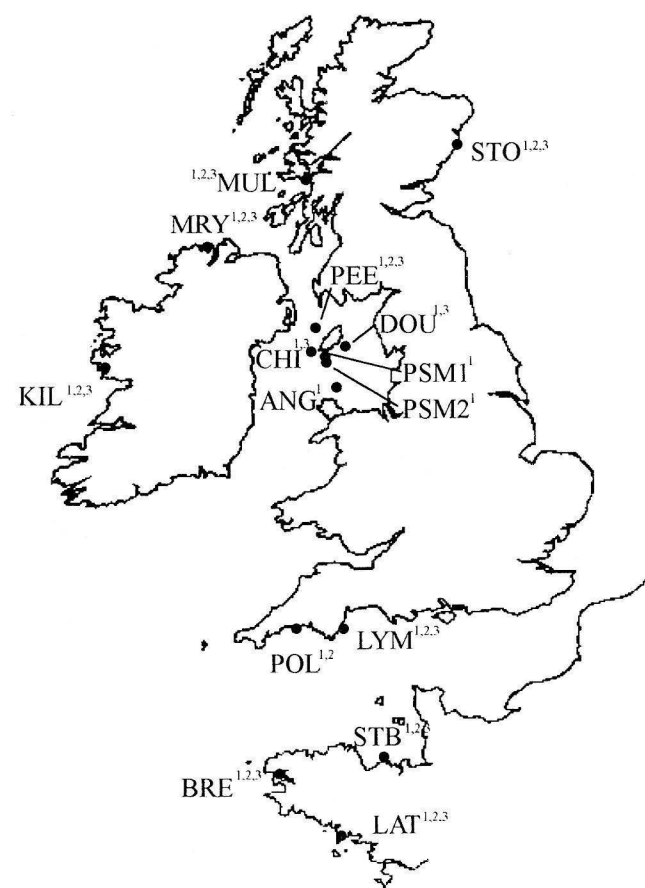 STO1,2,3
1,2,3MUL
MRY1,2,3
PEE1,2,3
DOU1,3
CHI1,3
PSM11
KIL1,2,3
ANG1
PSM21
POL1,2
LYM1,2,3
STB1,2,3
BRE1,2,3
LAT1,2,3